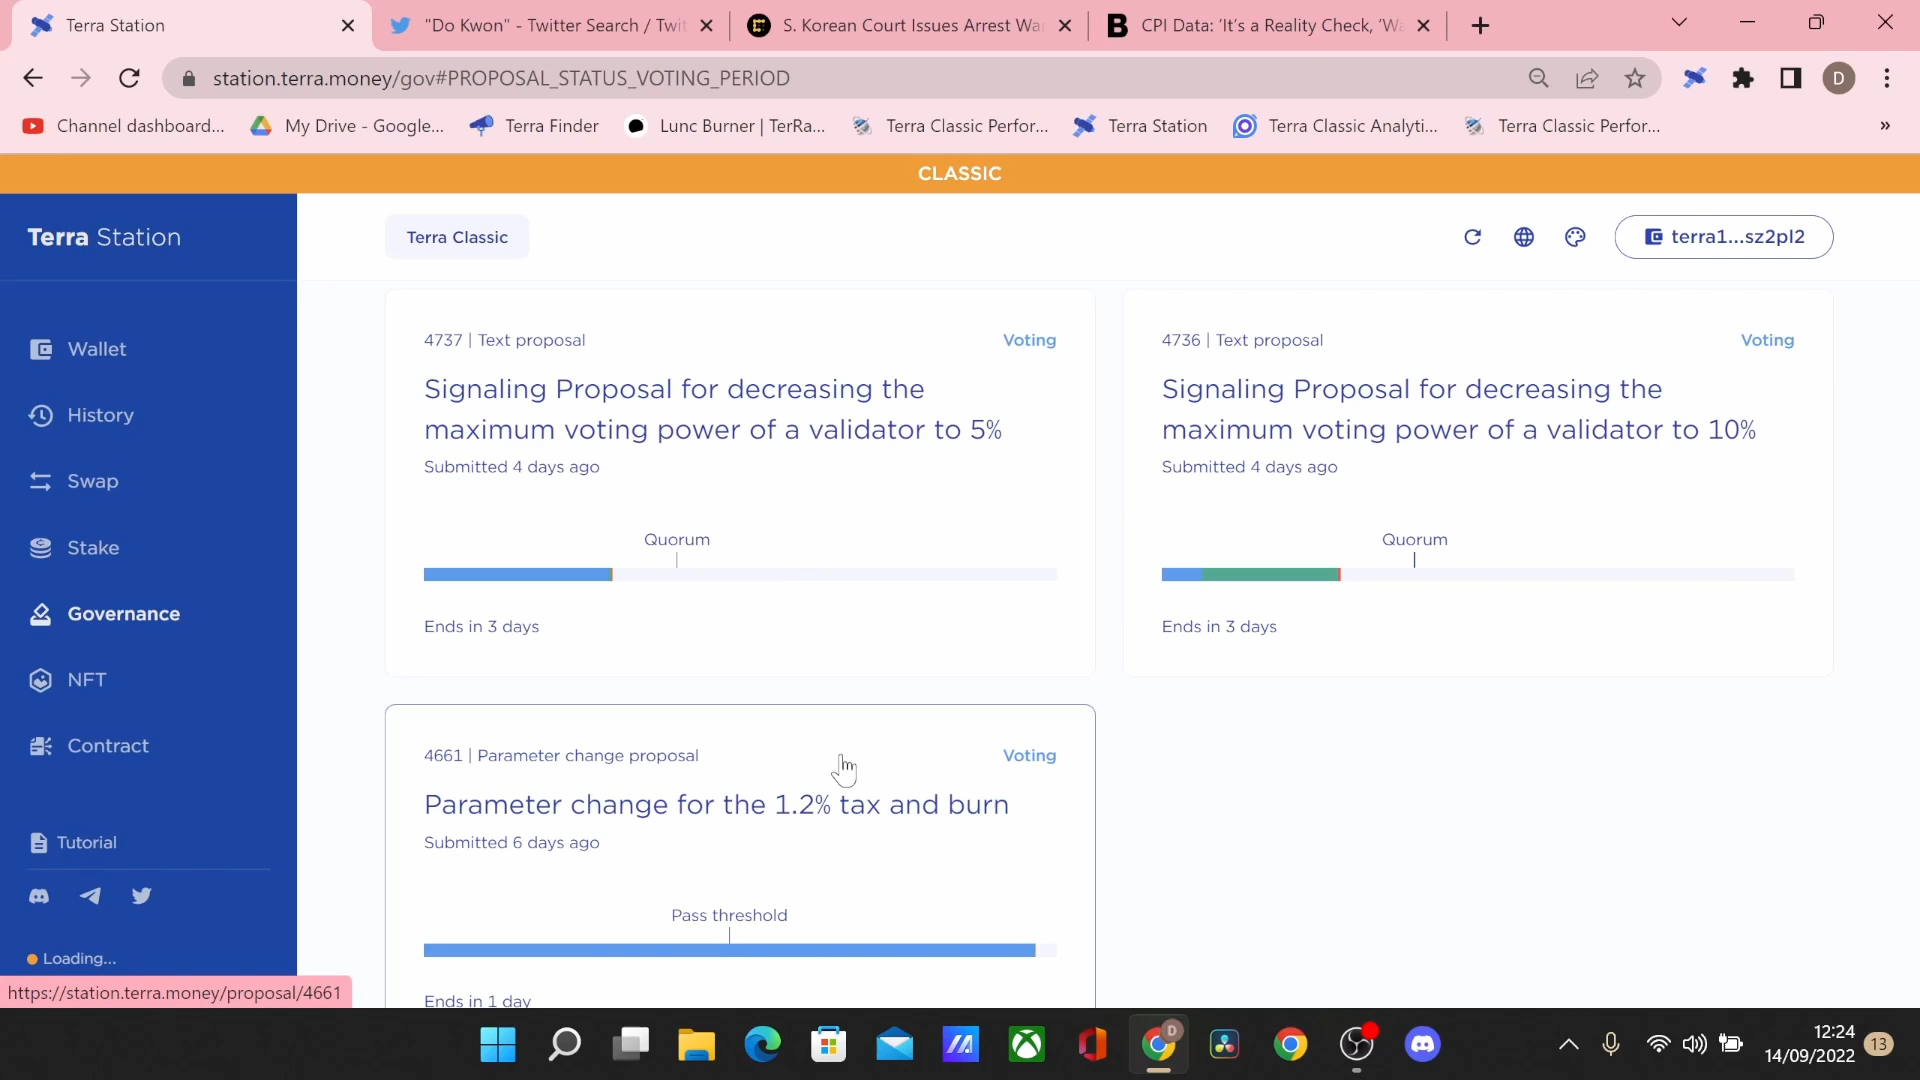 Terra Station
"Do Kwon" - Twitter Search / Twit
S. Korean Court Issues Arrest War
CPI Data: 'It's a Reality Check, 'Wa
station.terra.money/gov#PROPOSAL_STATUS_VOTING_PERIOD
D
Channel dashboard...
My Drive - Google...
Terra Finder
Lunc Burner | TerRa...
Terra Classic Perfor...
Terra Station
Terra Classic Analyti...
Terra Classic Perfor...
»
CLASSIC
Terra Station
Terra Classic
terra1...sz2pl2
Wallet
History
Swap
Stake
Governance
NFT
Contract
Tutorial
Loading...
4737 | Text proposal
Voting
Signaling Proposal for decreasing the
maximum voting power of a validator to 5%
Submitted 4 days ago
Quorum
Ends in 3 days
4736 | Text proposal
Voting
Signaling Proposal for decreasing the
maximum voting power of a validator to 10%
Submitted 4 days ago
Quorum
Ends in 3 days
4661 | Parameter change proposal
Voting
Parameter change for the 1.2% tax and burn
Submitted 6 days ago
Pass threshold
Ends in 1 day
https://station.terra.money/proposal/4661
D
12:24
14/09/2022
13